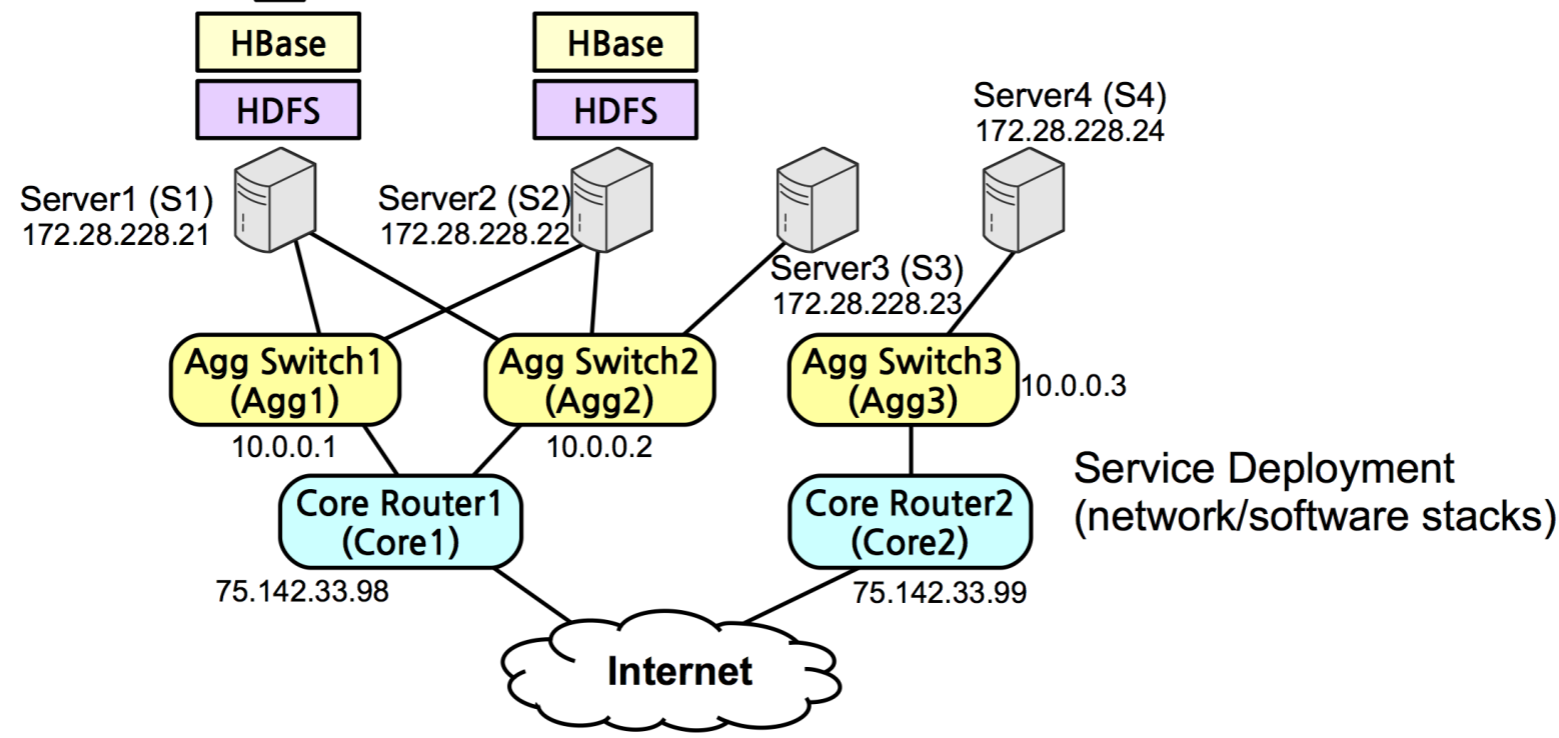 HBase
HBase
HDFS
HDFS
Server4 (S4)
172.28.228.24
Server1 (S1)
172.28.228.21
Server2 (S2)
172.28.228.22
Server3 (S3)
172.28.228.23
Agg Switch1
(Agg1)
10.0.0.1
Agg Switch2
(Agg2)
10.0.0.2
Agg Switch3
(Agg3)
10.0.0.3
Core Router1
(Core1)
75.142.33.98
Core Router2
(Core2)
75.142.33.99
Service Deployment
(network/software stacks)
Internet